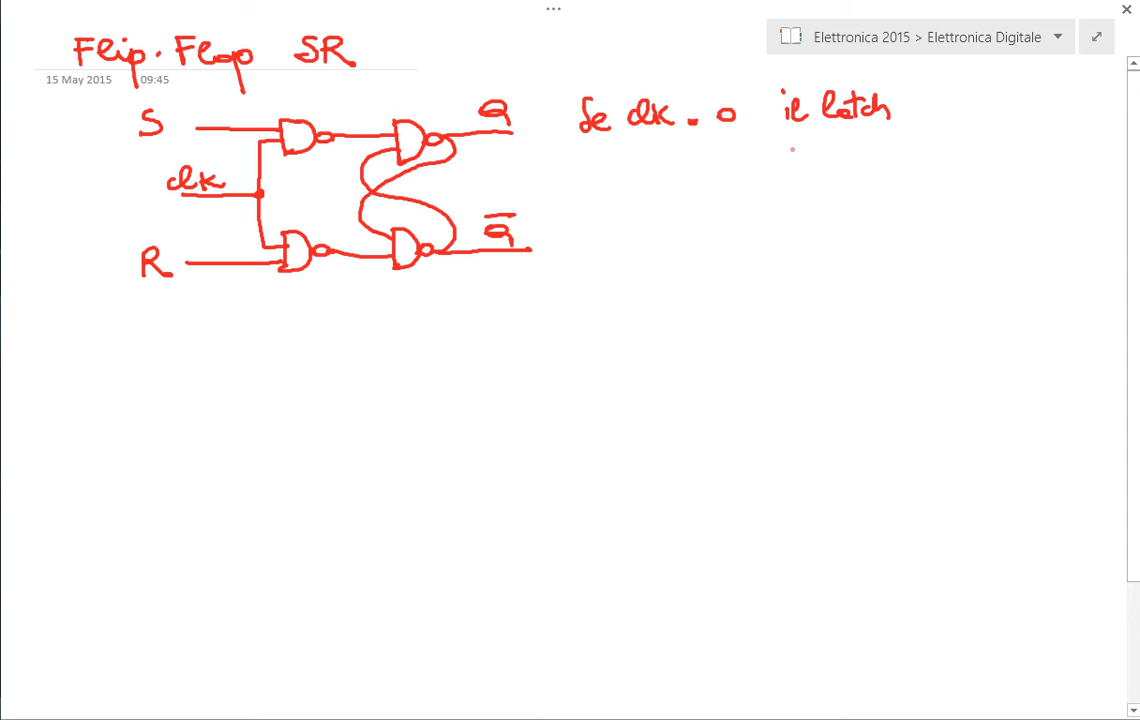 Elettronica 2015 > Elettronica Digitale
Flip-Flop SR
15 May 2015 09:45
S
clk
R
Q
Q̅
Se clk = 0 il latch